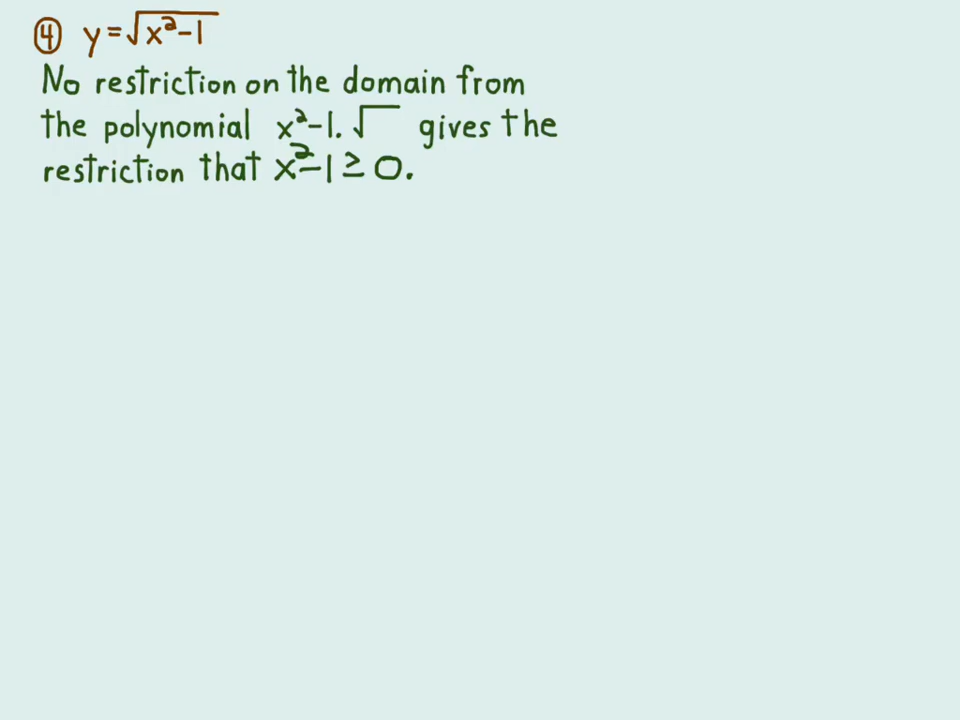 ④ y = √(x²-1)
No restriction on the domain from
the polynomial x²-1. √ gives the
restriction that x²-1 ≥ 0.